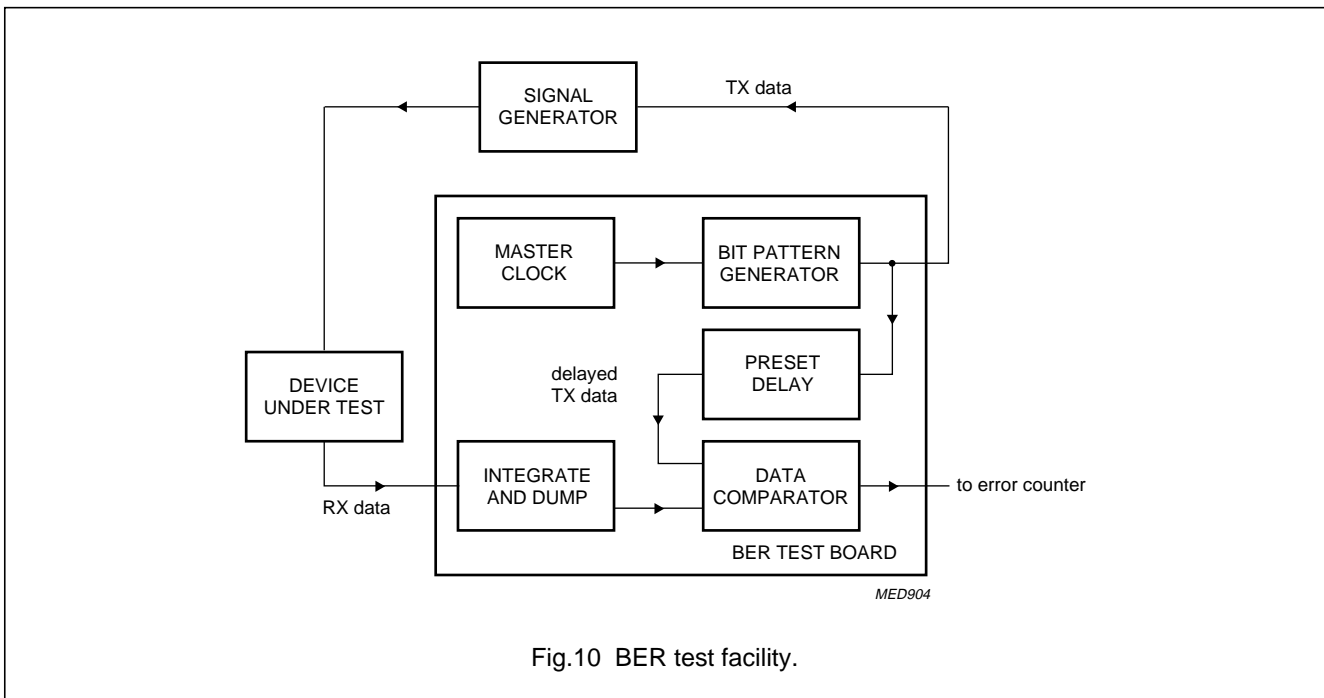 SIGNAL
GENERATOR
TX data
MASTER
CLOCK
BIT PATTERN
GENERATOR
DEVICE
UNDER TEST
delayed
TX data
PRESET
DELAY
RX data
INTEGRATE
AND DUMP
DATA
COMPARATOR
to error counter
BER TEST BOARD
MED904
Fig.10 BER test facility.